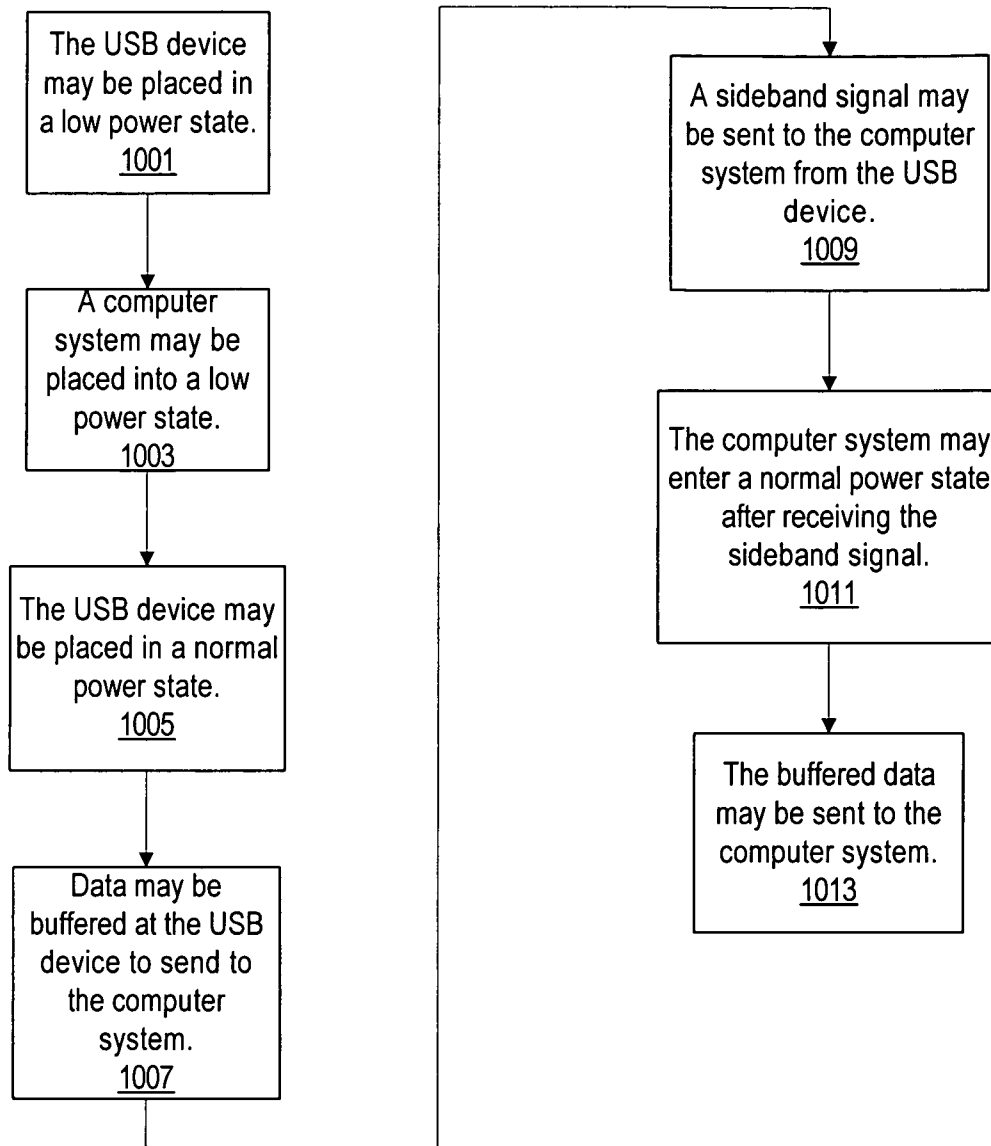 The USB device
may be placed in
a low power state.
1001
A computer
system may be
placed into a low
power state.
1003
The USB device may
be placed in a normal
power state.
1005
Data may be
buffered at the USB
device to send to
the computer
system.
1007
A sideband signal may
be sent to the computer
system from the USB
device.
1009
The computer system may
enter a normal power state
after receiving the
sideband signal.
1011
The buffered data
may be sent to the
computer system.
1013